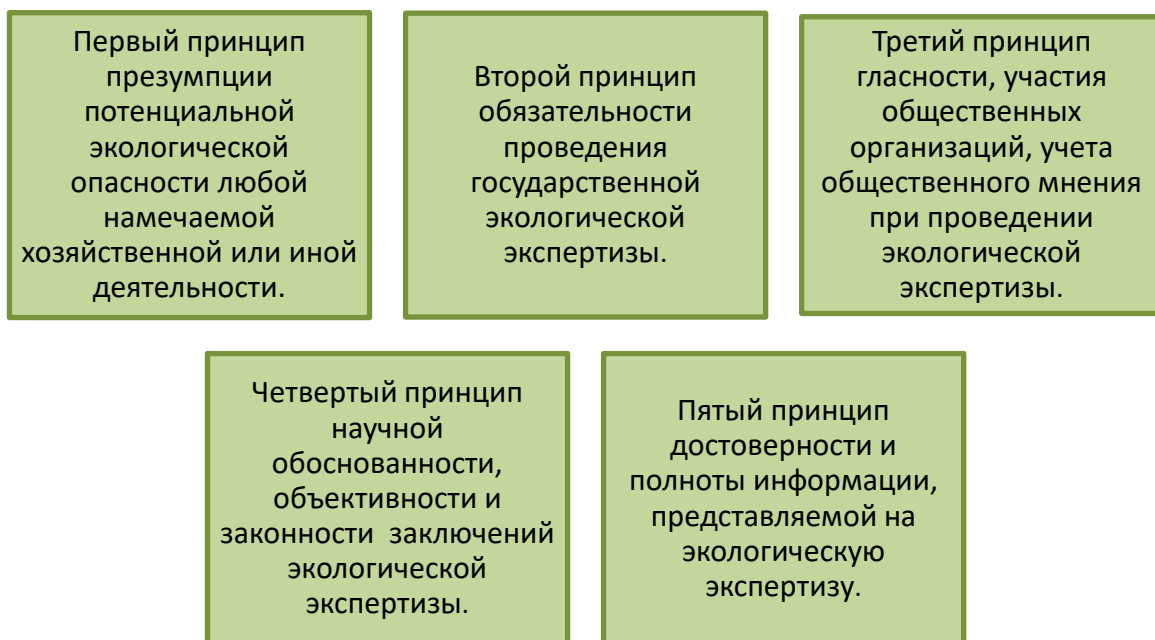 Первый принцип
презумпции
потенциальной
экологической
опасности любой
намечаемой
хозяйственной или иной
деятельности.
Второй принцип
обязательности
проведения
государственной
экологической
экспертизы.
Третий принцип
гласности, участия
общественных
организаций, учета
общественного мнения
при проведении
экологической
экспертизы.
Четвертый принцип
научной
обоснованности,
объективности и
законности  заключений
экологической
экспертизы.
Пятый принцип
достоверности и
полноты информации,
представляемой на
экологическую
экспертизу.